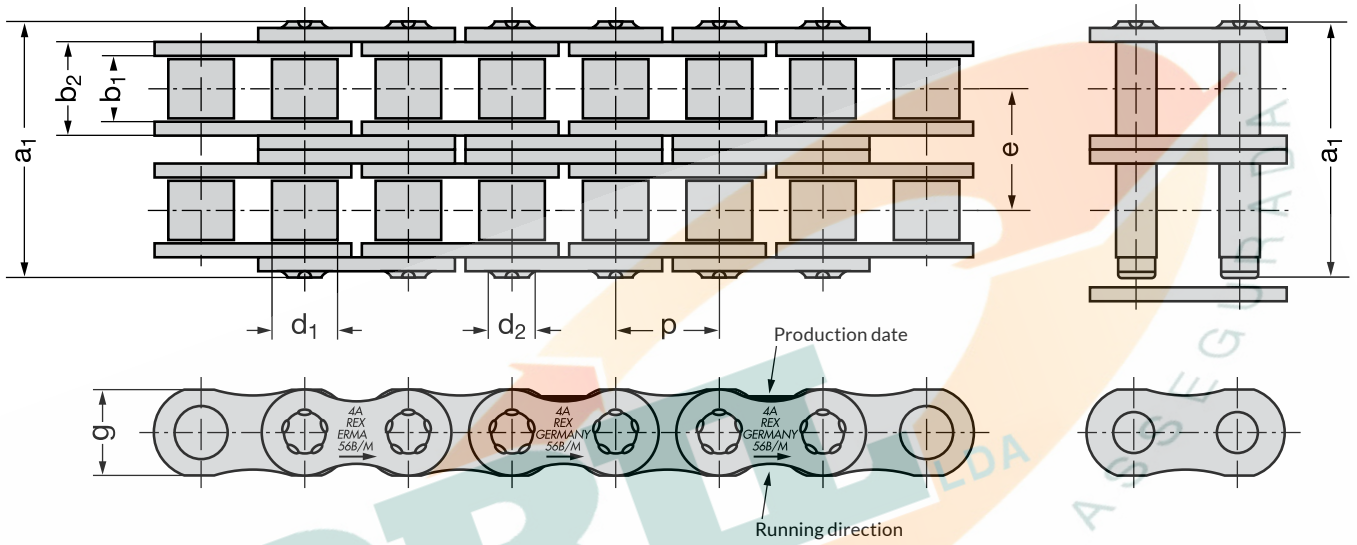 a1
b2
b1
e
a1
d1
d2
p
Production date
g
4A
REX
ERMA
56B/M
4A
REX
GERMANY
56B/M
4A
REX
GERMANY
56B/M
Running direction
LDA
ASSEGURADA